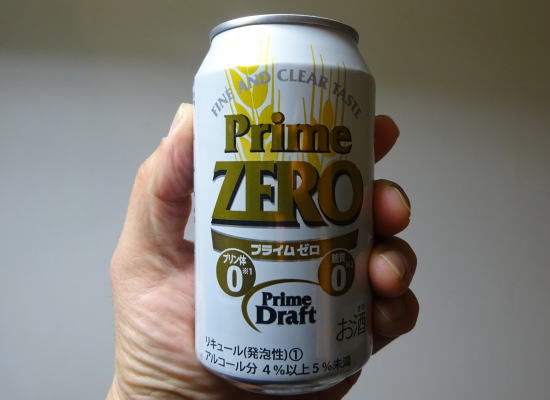 FINE AND CLEAR TASTE
Prime
ZERO
プライム ゼロ
プリン体
0※1
糖質
0
Prime
Draft
お酒
リキュール(発泡性)①
アルコール分 4%以上5%未満